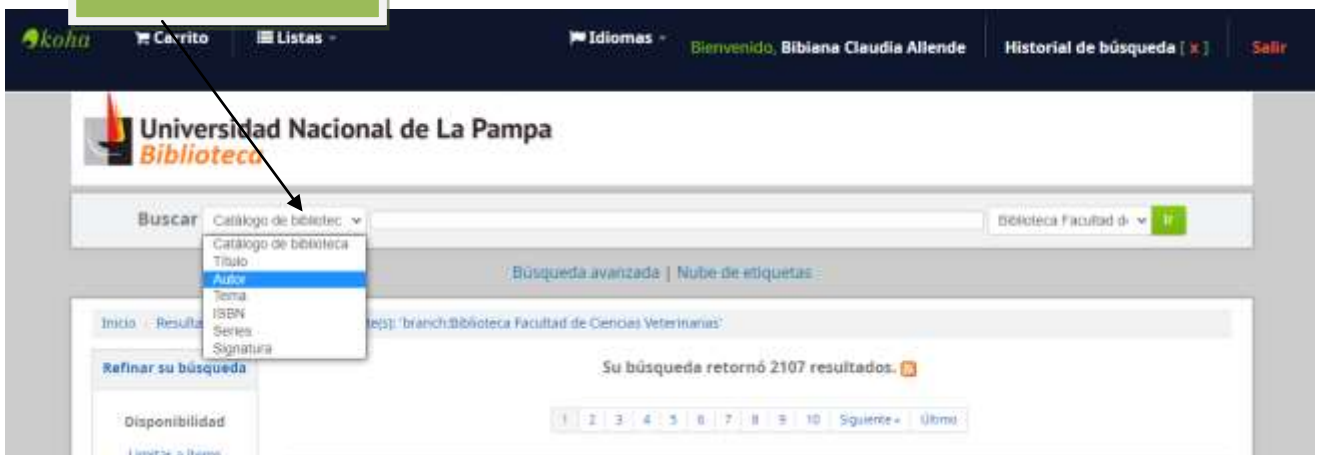 koha Carrito Listas Idiomas Bienvenido, Bibiana Claudia Allende Historial de búsqueda [ x ] Salir
Universidad Nacional de La Pampa
Biblioteca
Buscar Catálogo de bibliotec Biblioteca Facultad d Ir
Catálogo de biblioteca
Título
Autor
Tema
ISBN
Series
Signatura
Búsqueda avanzada | Nube de etiquetas
Inicio Resulta te(s): 'branch:Biblioteca Facultad de Ciencias Veterinarias'
Refinar su búsqueda
Su búsqueda retornó 2107 resultados.
Disponibilidad
1 2 3 4 5 6 7 8 9 10 Siguiente» Último
Limitar a ítems